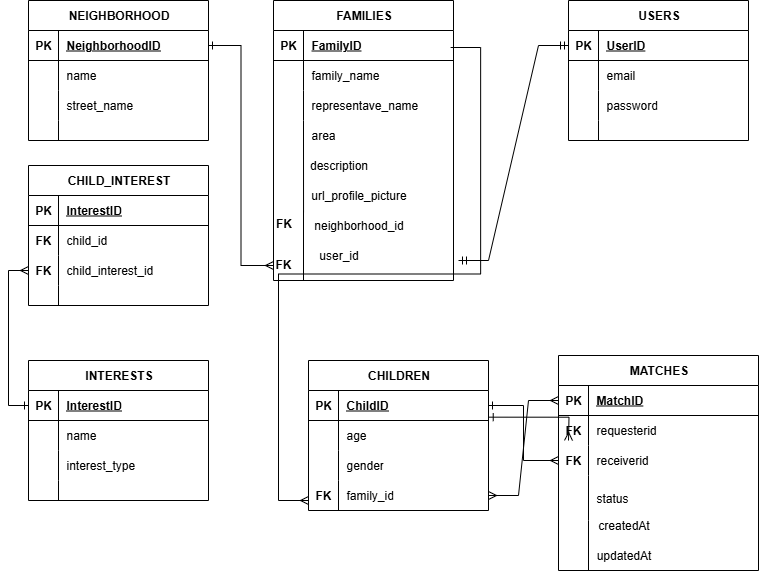 NEIGHBORHOOD
PK NeighborhoodID
name
street_name
FAMILIES
PK FamilyID
family_name
representave_name
area
description
url_profile_picture
FK neighborhood_id
FK user_id
USERS
PK UserID
email
password
CHILD_INTEREST
PK InterestID
FK child_id
FK child_interest_id
INTERESTS
PK InterestID
name
interest_type
CHILDREN
PK ChildID
age
gender
FK family_id
MATCHES
PK MatchID
FK requesterid
FK receiverid
status
createdAt
updatedAt